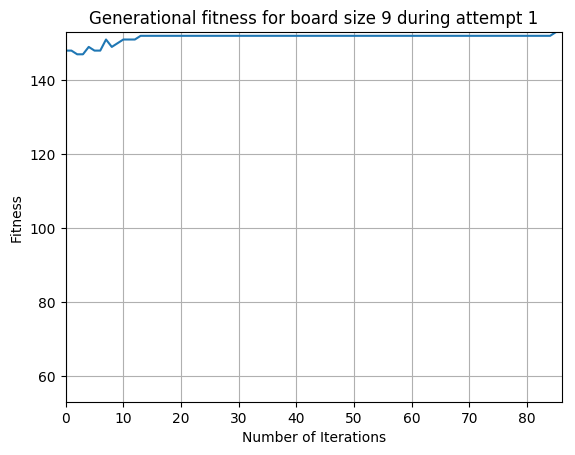 Generational fitness for board size 9 during attempt 1
140
120
100
80
60
Fitness
0 10 20 30 40 50 60 70 80
Number of Iterations